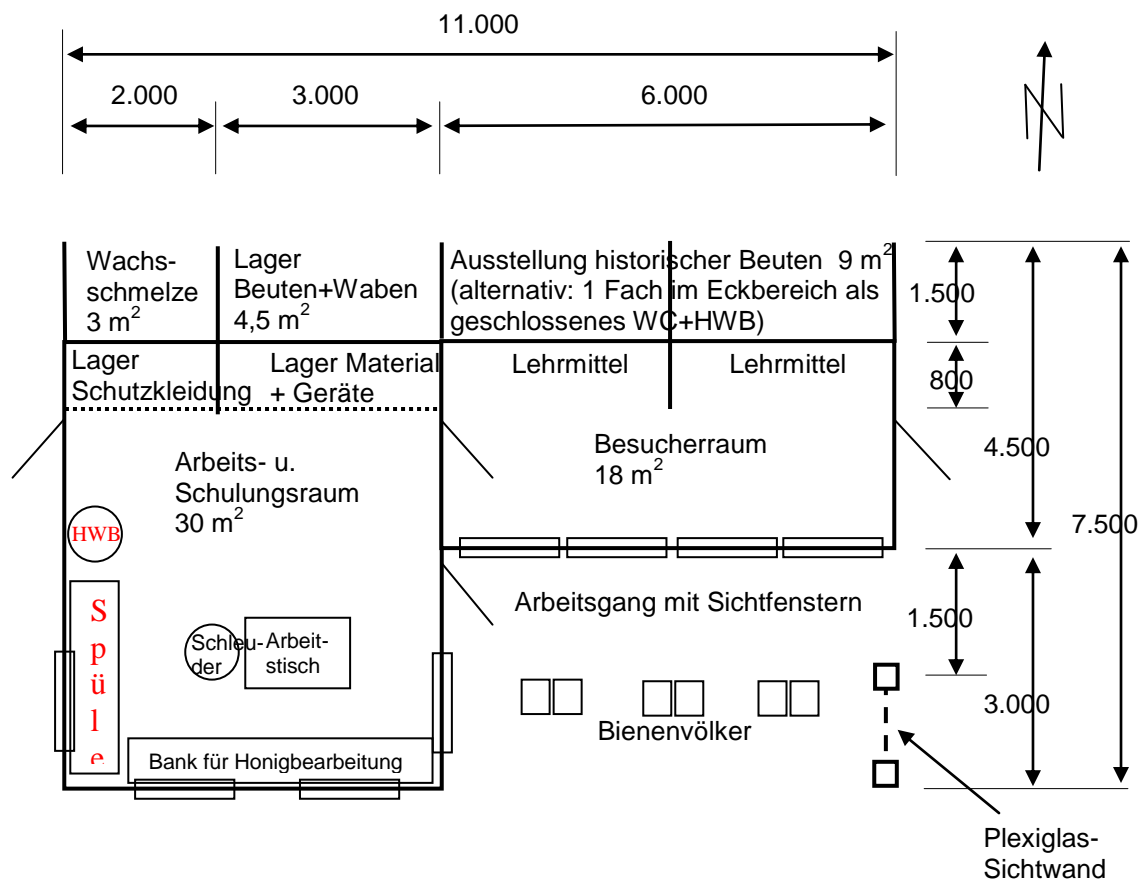 11.000
2.000
3.000
6.000
N
Wachs-
schmelze
3 m²
Lager
Beuten+Waben
4,5 m²
Ausstellung historischer Beuten 9 m²
(alternativ: 1 Fach im Eckbereich als
geschlossenes WC+HWB)
1.500
Lager
Schutzkleidung
Lager Material
+ Geräte
Lehrmittel
Lehrmittel
800
Arbeits- u.
Schulungsraum
30 m²
Besucherraum
18 m²
4.500
7.500
HWB
Spüle
Schleu-
der
Arbeit-
stisch
Arbeitsgang mit Sichtfenstern
1.500
3.000
Bienenvölker
Bank für Honigbearbeitung
Plexiglas-
Sichtwand